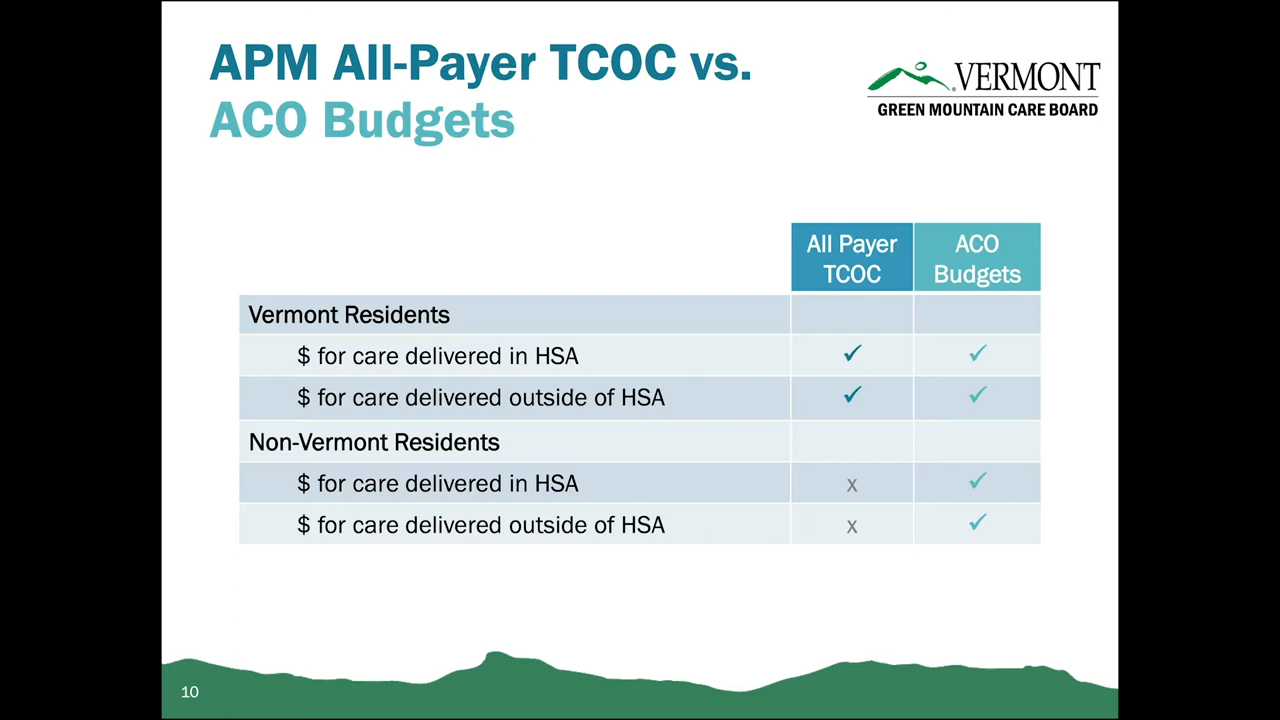 APM All-Payer TCOC vs.
ACO Budgets
VERMONT
GREEN MOUNTAIN CARE BOARD
All Payer
TCOC
ACO
Budgets
Vermont Residents
$ for care delivered in HSA ✓ ✓
$ for care delivered outside of HSA ✓ ✓
Non-Vermont Residents
$ for care delivered in HSA x ✓
$ for care delivered outside of HSA x ✓
10